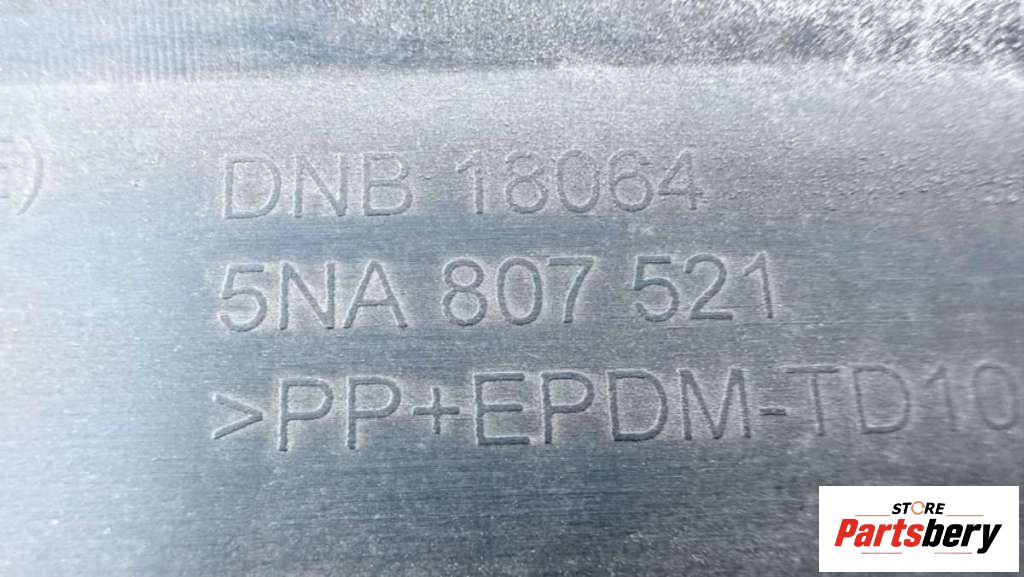 E)
DNB 18064
5NA 807 521
>PP+EPDM-TD10
STORE
Partsbery